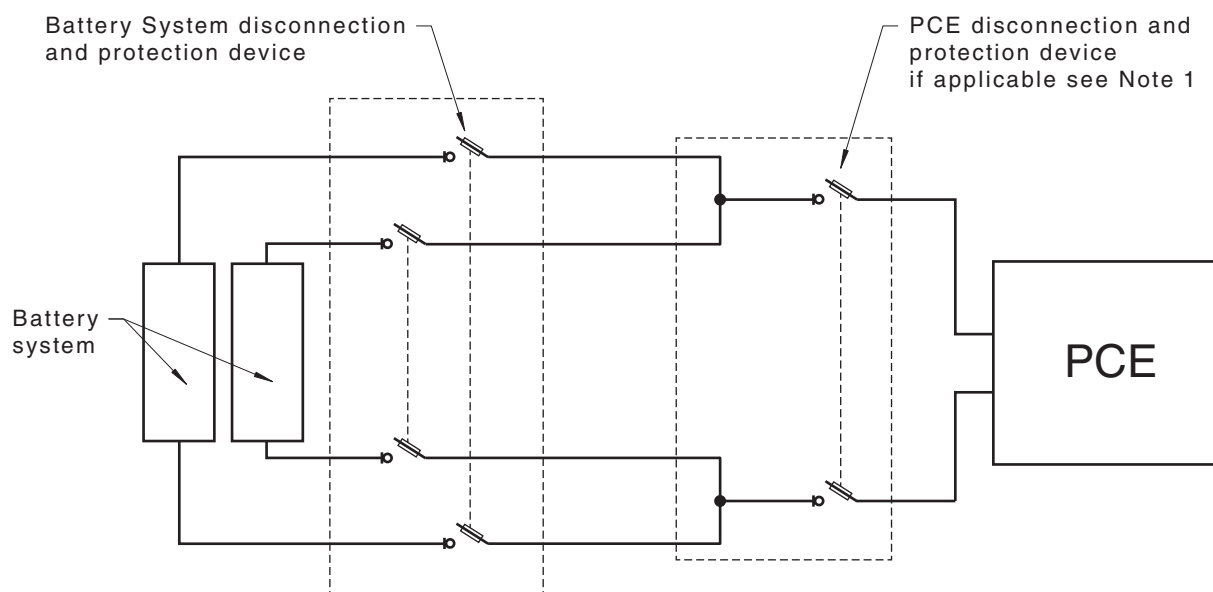 Battery System disconnection
and protection device
PCE disconnection and
protection device
if applicable see Note 1
Battery
system
PCE